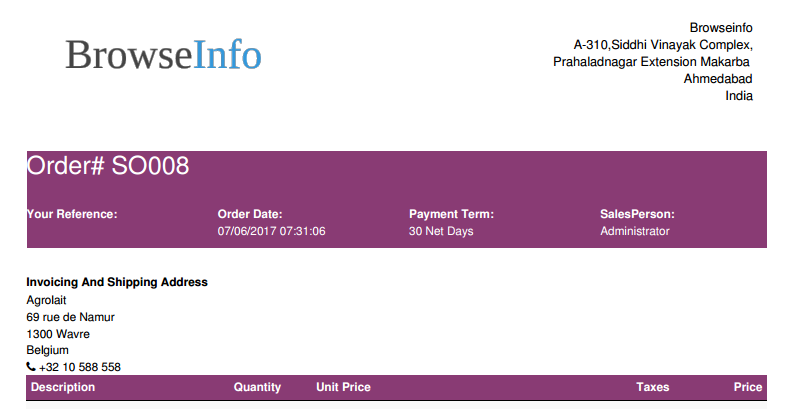 BrowseInfo
Browseinfo
A-310,Siddhi Vinayak Complex,
Prahaladnagar Extension Makarba
Ahmedabad
India
Order# SO008
Your Reference: Order Date: Payment Term: SalesPerson:
07/06/2017 07:31:06 30 Net Days Administrator
Invoicing And Shipping Address
Agrolait
69 rue de Namur
1300 Wavre
Belgium
+32 10 588 558
Description Quantity Unit Price Taxes Price